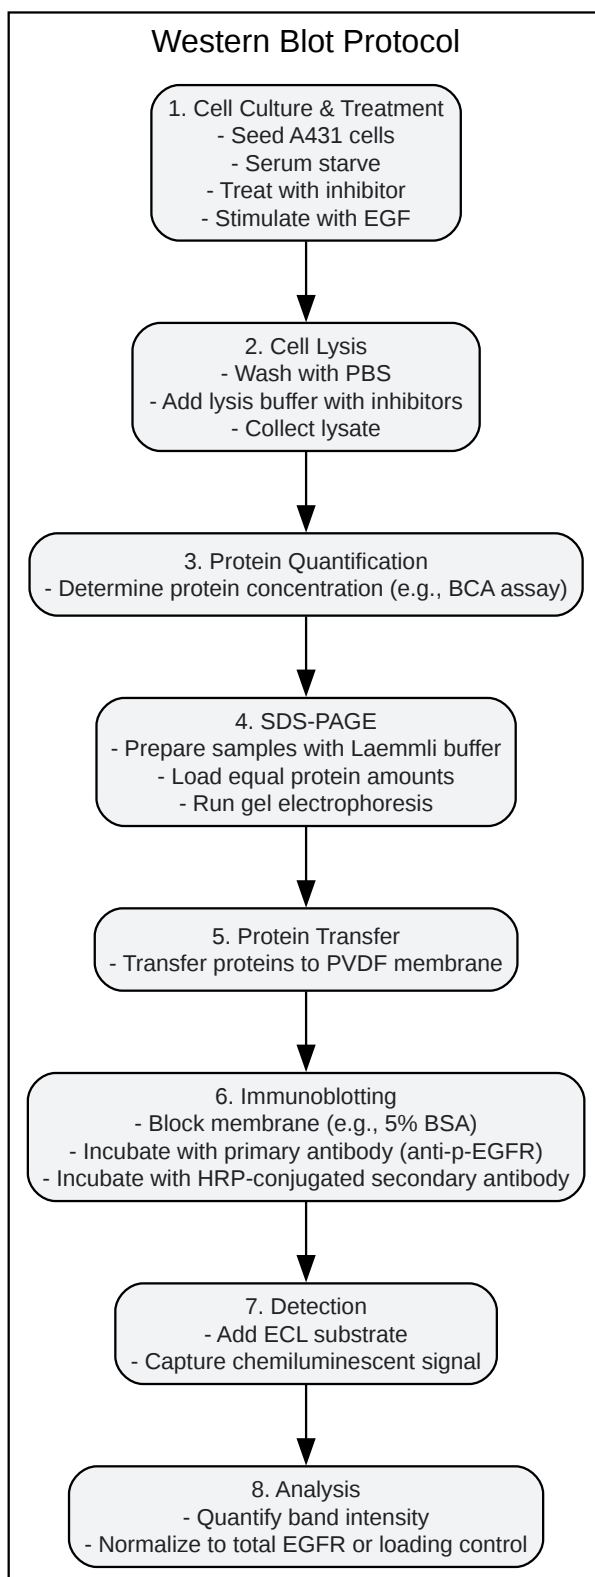 Western Blot Protocol
1. Cell Culture & Treatment
- Seed A431 cells
- Serum starve
- Treat with inhibitor
- Stimulate with EGF
2. Cell Lysis
- Wash with PBS
- Add lysis buffer with inhibitors
- Collect lysate
3. Protein Quantification
- Determine protein concentration (e.g., BCA assay)
4. SDS-PAGE
- Prepare samples with Laemmli buffer
- Load equal protein amounts
- Run gel electrophoresis
5. Protein Transfer
- Transfer proteins to PVDF membrane
6. Immunoblotting
- Block membrane (e.g., 5% BSA)
- Incubate with primary antibody (anti-p-EGFR)
- Incubate with HRP-conjugated secondary antibody
7. Detection
- Add ECL substrate
- Capture chemiluminescent signal
8. Analysis
- Quantify band intensity
- Normalize to total EGFR or loading control